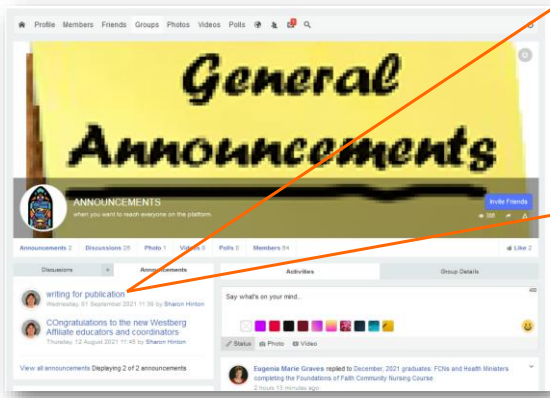 Profile Members Friends Groups Photos Videos Polls
General
Announcements
ANNOUNCEMENTS
when you want to reach everyone on the platform.
Invite Friends
Announcements 2 Discussions 25 Photo 1 Videos 0 Polls 0 Members 84
Like 2
Discussions + Announcements
Activities Group Details
writing for publication
Wednesday, 01 September 2021 11:38 by Sharon Hinton
COngratulations to the new Westberg
Affiliate educators and coordinators
Thursday, 12 August 2021 11:45 by Sharon Hinton
View all announcements Displaying 2 of 2 announcements
Say what's on your mind..
Status Photo Video
Eugenia Marie Graves replied to December, 2021 graduates: FCNs and Health Ministers
completing the Foundations of Faith Community Nursing Course
2 hours 13 minutes ago